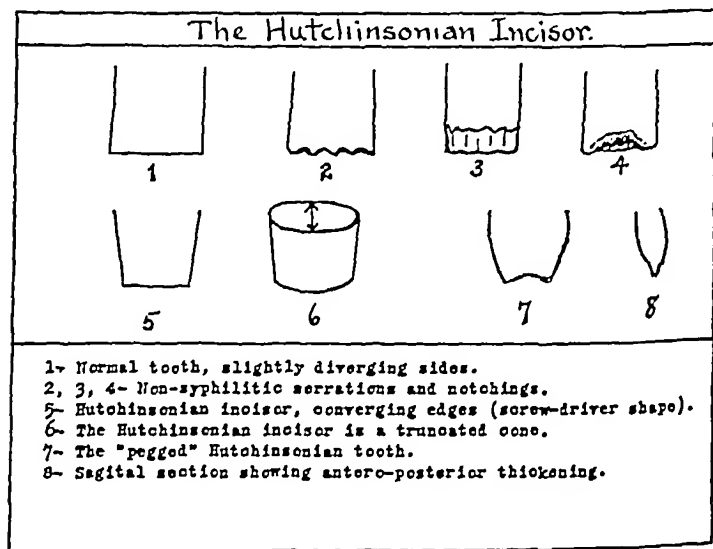 The Hutchinsonian Incisor.
1 2 3 4
5 6 7 8
1- Normal tooth, slightly diverging sides.
2, 3, 4- Non-syphilitic serrations and notchings.
5- Hutchinsonian incisor, converging edges (screw-driver shape).
6- The Hutchinsonian incisor is a truncated cone.
7- The "pegged" Hutchinsonian tooth.
8- Sagital section showing antero-posterior thickening.